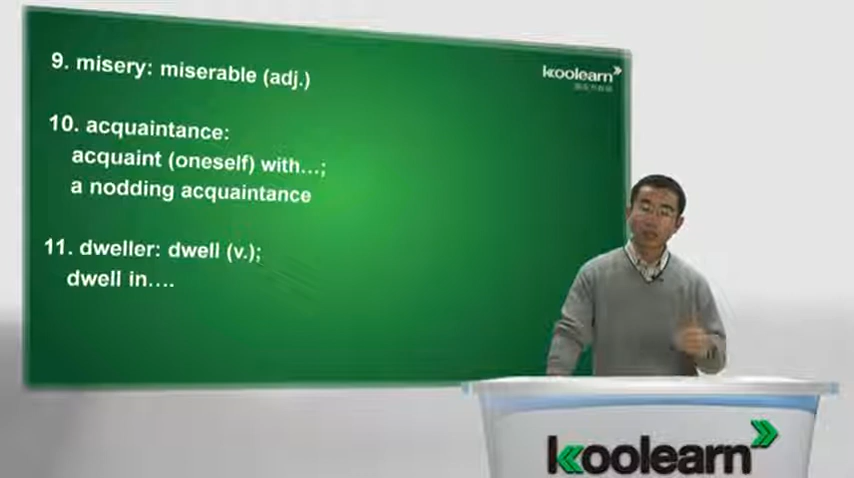 9. misery: miserable (adj.)
10. acquaintance:
acquaint (oneself) with...;
a nodding acquaintance
11. dweller: dwell (v.);
dwell in....
koolearn
koolearn